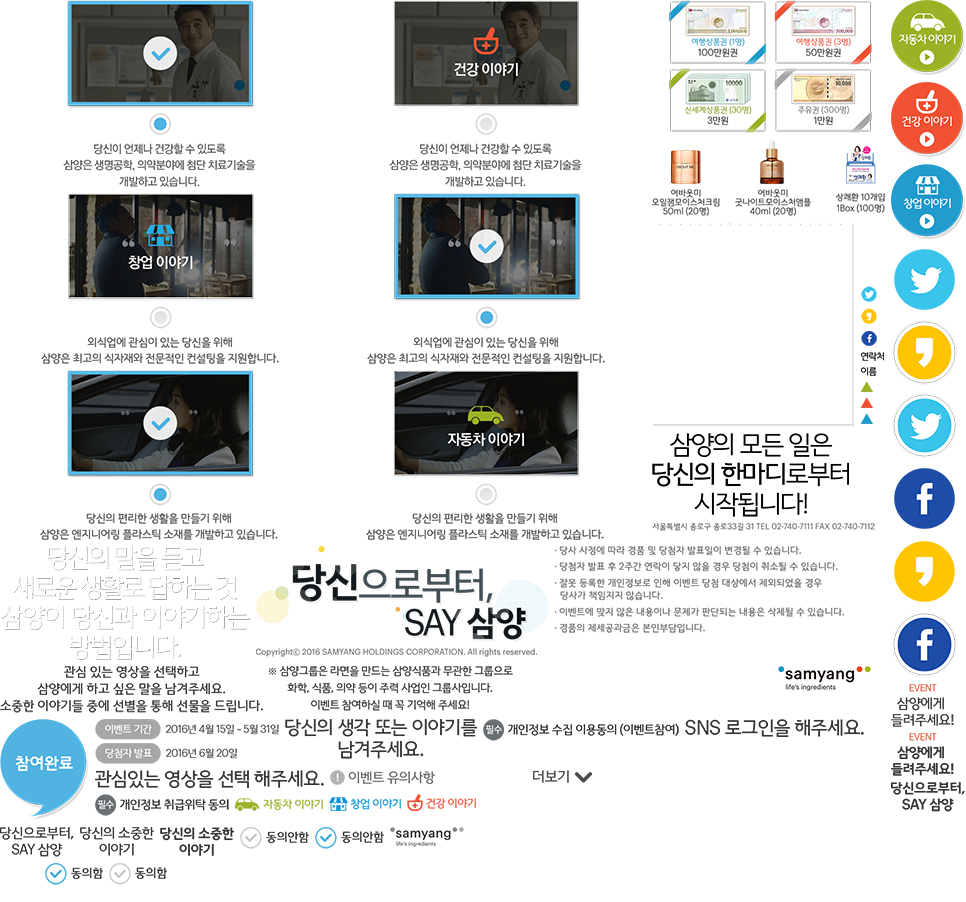 건강 이야기
당신이 언제나 건강할 수 있도록
삼양은 생명공학, 의약분야에 첨단 치료기술을
개발하고 있습니다.
당신이 언제나 건강할 수 있도록
삼양은 생명공학, 의약분야에 첨단 치료기술을
개발하고 있습니다.
창업 이야기
외식업에 관심이 있는 당신을 위해
삼양은 최고의 식자재와 전문적인 컨설팅을 지원합니다.
외식업에 관심이 있는 당신을 위해
삼양은 최고의 식자재와 전문적인 컨설팅을 지원합니다.
자동차 이야기
당신의 편리한 생활을 만들기 위해
삼양은 엔지니어링 플라스틱 소재를 개발하고 있습니다.
당신의 편리한 생활을 만들기 위해
삼양은 엔지니어링 플라스틱 소재를 개발하고 있습니다.
여행상품권 (1명)
100만원권
여행상품권 (3명)
50만원권
신세계상품권 (30명)
3만원
주유권 (300명)
1만원
어바웃미
오일잼모이스처크림
50ml (20명)
어바웃미
굿나이트모이스처앰플
40ml (20명)
상쾌환 10개입
1Box (100명)
자동차 이야기
건강 이야기
창업 이야기
연락처
이름
삼양의 모든 일은
당신의 한마디로부터
시작됩니다!
서울특별시 종로구 종로33길 31 TEL 02-740-7111 FAX 02-740-7112
당신의 말을 듣고
새로운 생활로 답하는 것
삼양이 당신과 이야기하는
방법입니다.
당신으로부터,
SAY 삼양
· 당사 사정에 따라 경품 및 당첨자 발표일이 변경될 수 있습니다.
· 당첨자 발표 후 2주간 연락이 닿지 않을 경우 당첨이 취소될 수 있습니다.
· 잘못 등록한 개인정보로 인해 이벤트 당첨 대상에서 제외되었을 경우
당사가 책임지지 않습니다.
· 이벤트에 맞지 않은 내용이나 문제가 판단되는 내용은 삭제될 수 있습니다.
· 경품의 제세공과금은 본인부담입니다.
Copyright© 2016 SAMYANG HOLDINGS CORPORATION. All rights reserved.
관심 있는 영상을 선택하고
삼양에게 하고 싶은 말을 남겨주세요.
소중한 이야기들 중에 선별을 통해 선물을 드립니다.
※ 삼양그룹은 라면을 만드는 삼양식품과 무관한 그룹으로
화학, 식품, 의약 등이 주력 사업인 그룹사입니다.
이벤트 참여하실 때 꼭 기억해 주세요!
samyang
life's ingredients
EVENT
삼양에게
들려주세요!
EVENT
삼양에게
들려주세요!
당신으로부터,
SAY 삼양
참여완료
이벤트 기간 2016년 4월 15일 ~ 5월 31일
당첨자 발표 2016년 6월 20일
당신의 생각 또는 이야기를
남겨주세요.
필수 개인정보 수집 이용동의 (이벤트참여)
SNS 로그인을 해주세요.
관심있는 영상을 선택 해주세요.
! 이벤트 유의사항
더보기
필수 개인정보 취급위탁 동의
자동차 이야기
창업 이야기
건강 이야기
당신으로부터,
SAY 삼양
당신의 소중한
이야기
당신의 소중한
이야기
동의안함
동의안함
samyang
life's ingredients
동의함
동의함